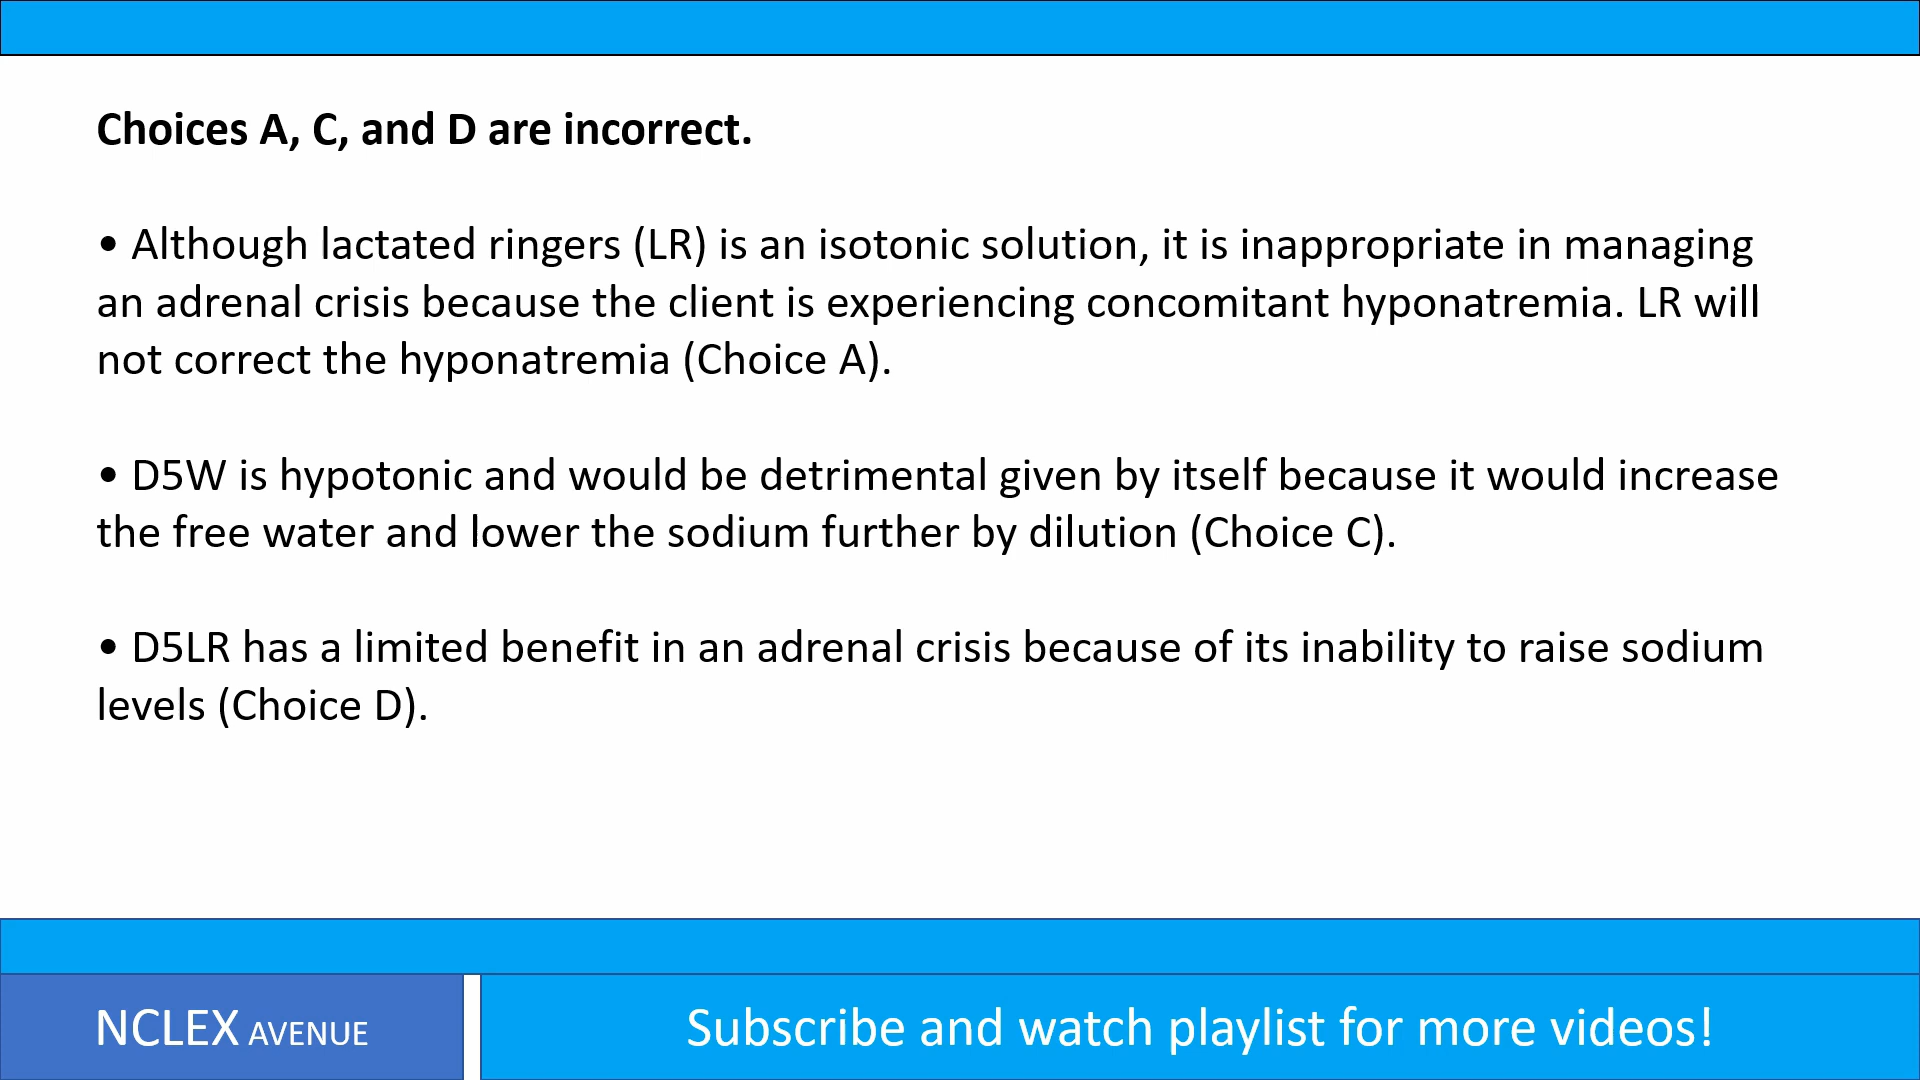 Choices A, C, and D are incorrect.
• Although lactated ringers (LR) is an isotonic solution, it is inappropriate in managing
an adrenal crisis because the client is experiencing concomitant hyponatremia. LR will
not correct the hyponatremia (Choice A).
• D5W is hypotonic and would be detrimental given by itself because it would increase
the free water and lower the sodium further by dilution (Choice C).
• D5LR has a limited benefit in an adrenal crisis because of its inability to raise sodium
levels (Choice D).
NCLEX AVENUE
Subscribe and watch playlist for more videos!